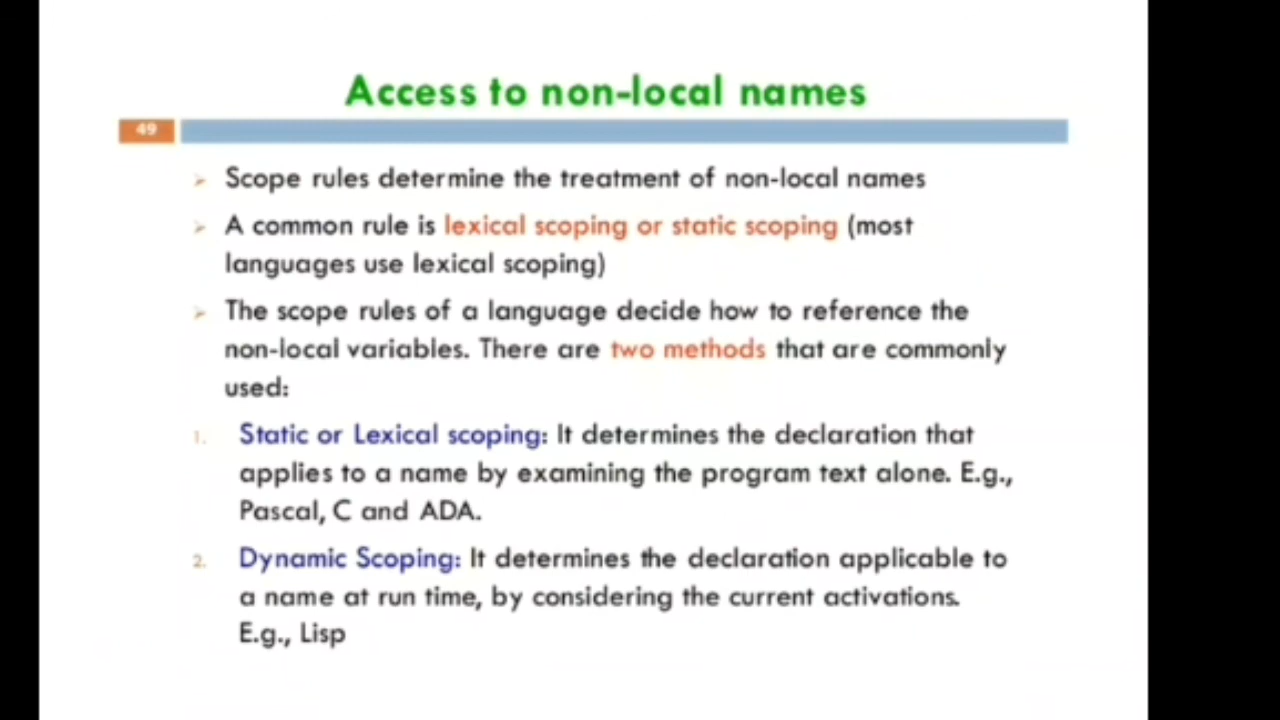 Access to non-local names
49
Scope rules determine the treatment of non-local names
A common rule is lexical scoping or static scoping (most
languages use lexical scoping)
The scope rules of a language decide how to reference the
non-local variables. There are two methods that are commonly
used:
1. Static or Lexical scoping: It determines the declaration that
applies to a name by examining the program text alone. E.g.,
Pascal, C and ADA.
2. Dynamic Scoping: It determines the declaration applicable to
a name at run time, by considering the current activations.
E.g., Lisp